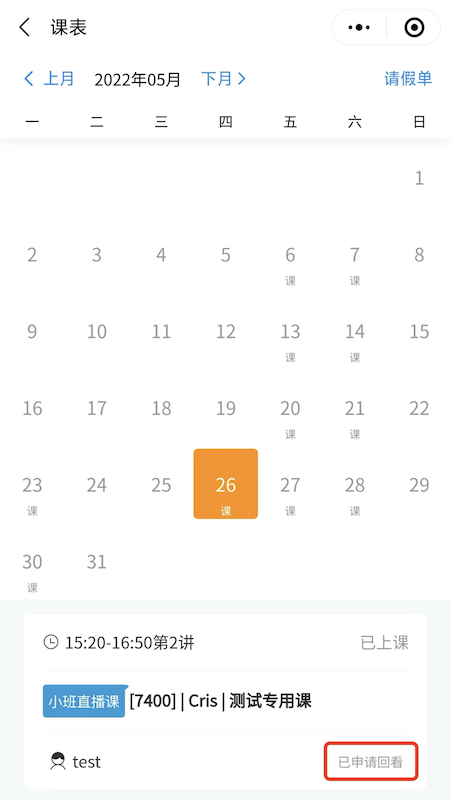 课表
上月 2022年05月 下月 请假单
一 二 三 四 五 六 日
1
2 3 4 5 6 7 8
课 课
9 10 11 12 13 14 15
课 课
16 17 18 19 20 21 22
课 课
23 24 25 26 27 28 29
课 课 课 课
30 31
课
15:20-16:50第2讲 已上课
小班直播课 [7400] | Cris | 测试专用课
test 已申请回看